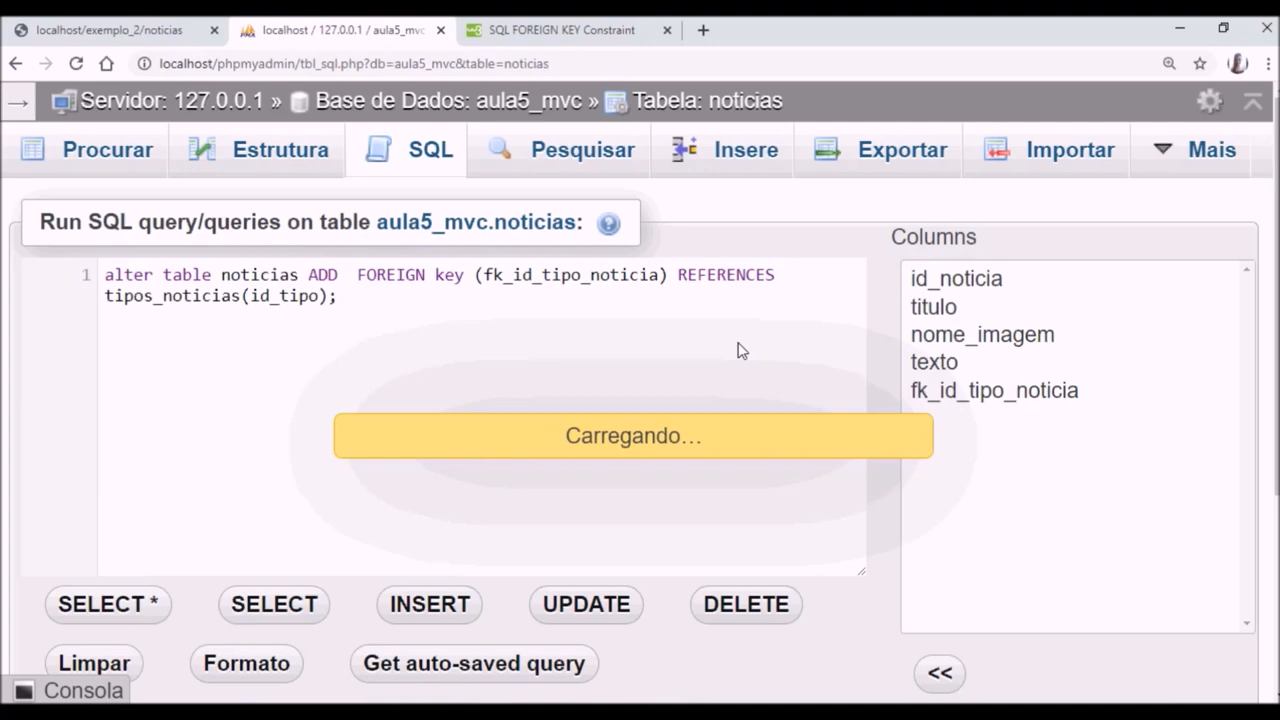 localhost/exemplo_2/noticias
localhost / 127.0.0.1 / aula5_mvc
SQL FOREIGN KEY Constraint
localhost/phpmyadmin/tbl_sql.php?db=aula5_mvc&table=noticias
Servidor: 127.0.0.1 » Base de Dados: aula5_mvc » Tabela: noticias
Procurar Estrutura SQL Pesquisar Insere Exportar Importar Mais
Run SQL query/queries on table aula5_mvc.noticias:
Columns
1 alter table noticias ADD  FOREIGN key (fk_id_tipo_noticia) REFERENCES
tipos_noticias(id_tipo);
id_noticia
titulo
nome_imagem
texto
fk_id_tipo_noticia
Carregando…
SELECT * SELECT INSERT UPDATE DELETE
Limpar Formato Get auto-saved query
<<
Consola